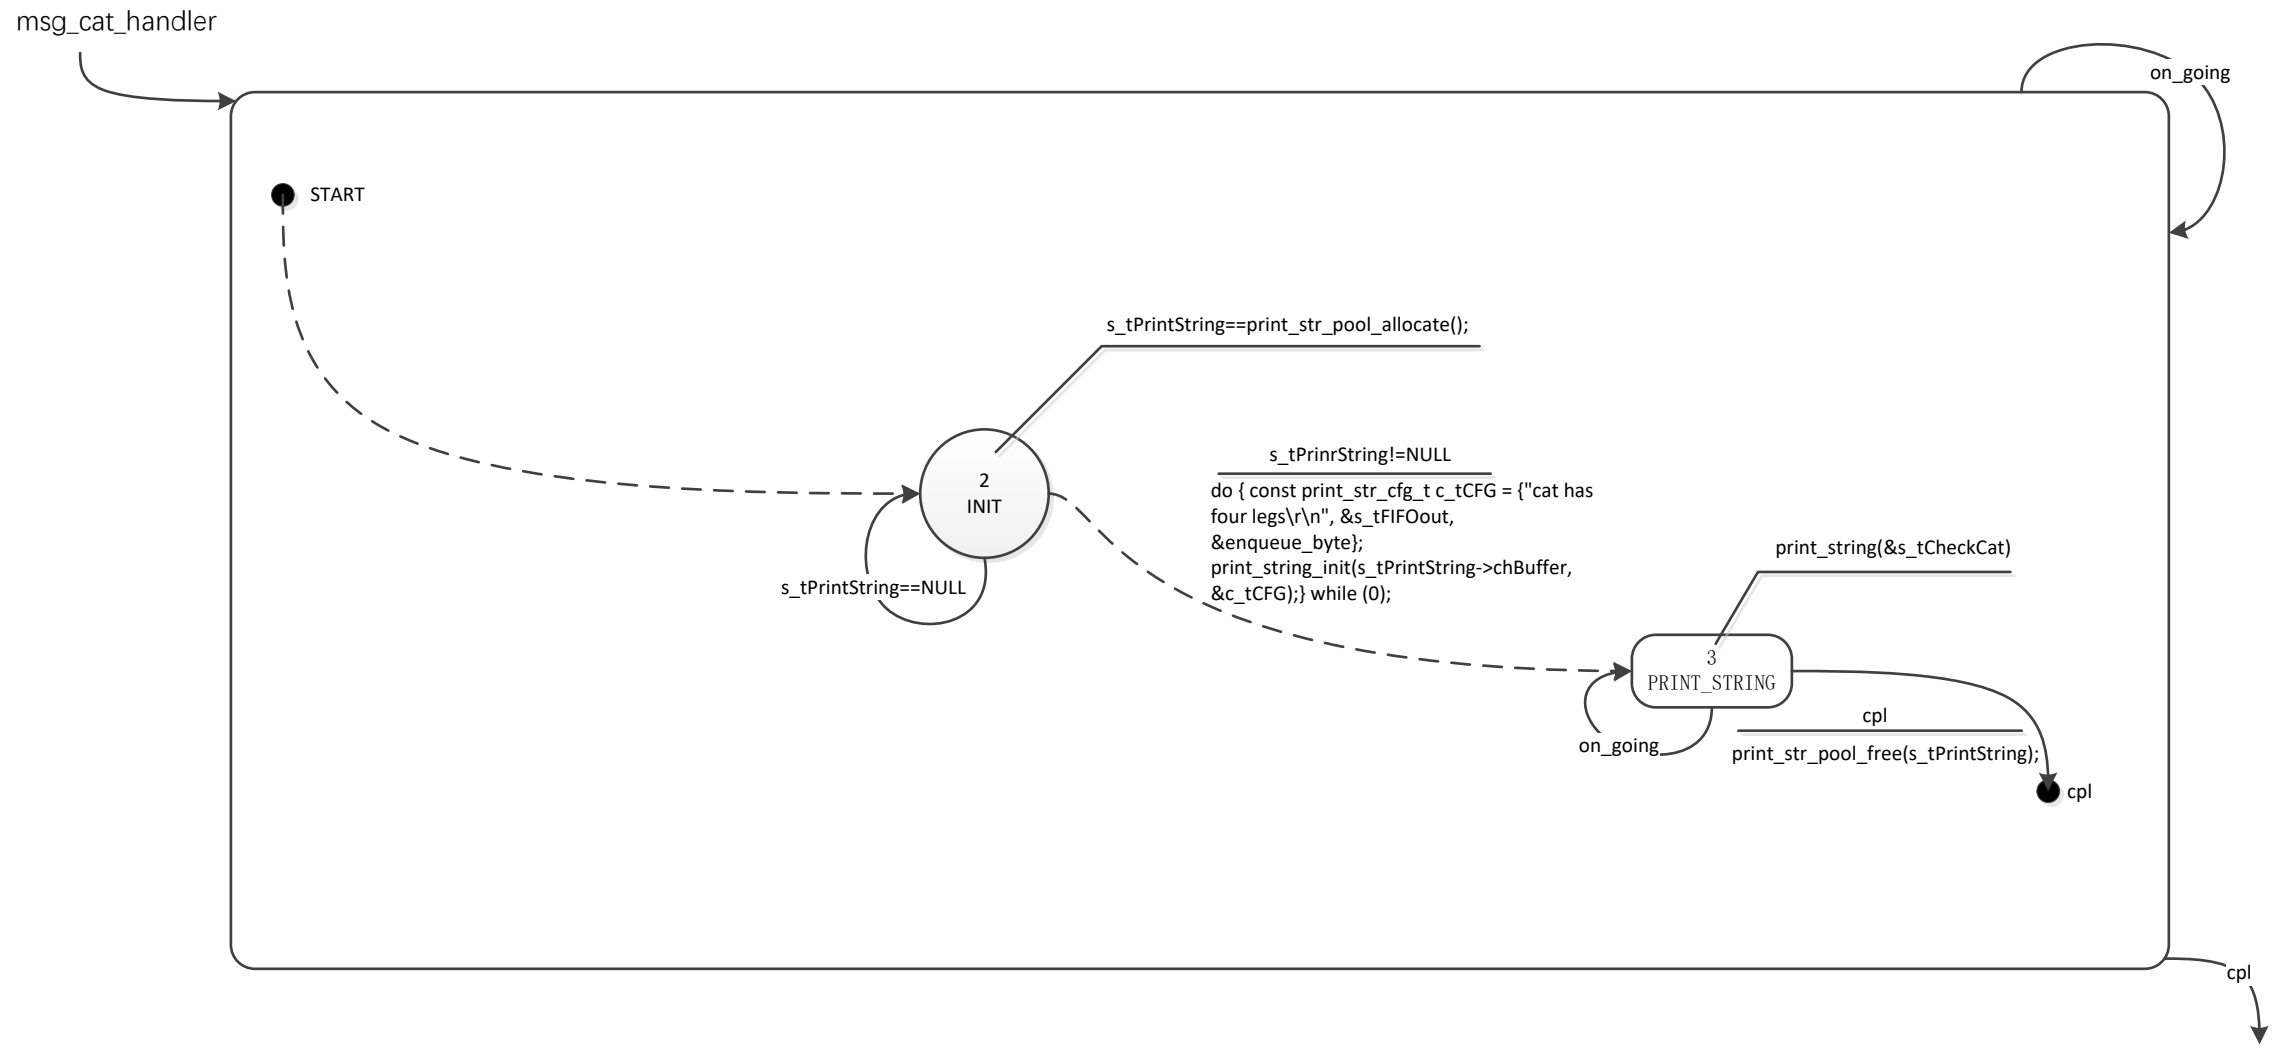 msg_cat_handler
on_going
START
s_tPrintString==print_str_pool_allocate();
s_tPrinrString!=NULL
2
INIT
do { const print_str_cfg_t c_tCFG = {"cat has
four legs\r\n", &s_tFIFOout,
&enqueue_byte};
print_string_init(s_tPrintString->chBuffer,
&c_tCFG);} while (0);
s_tPrintString==NULL
print_string(&s_tCheckCat)
3
PRINT_STRING
on_going
cpl
print_str_pool_free(s_tPrintString);
cpl
cpl